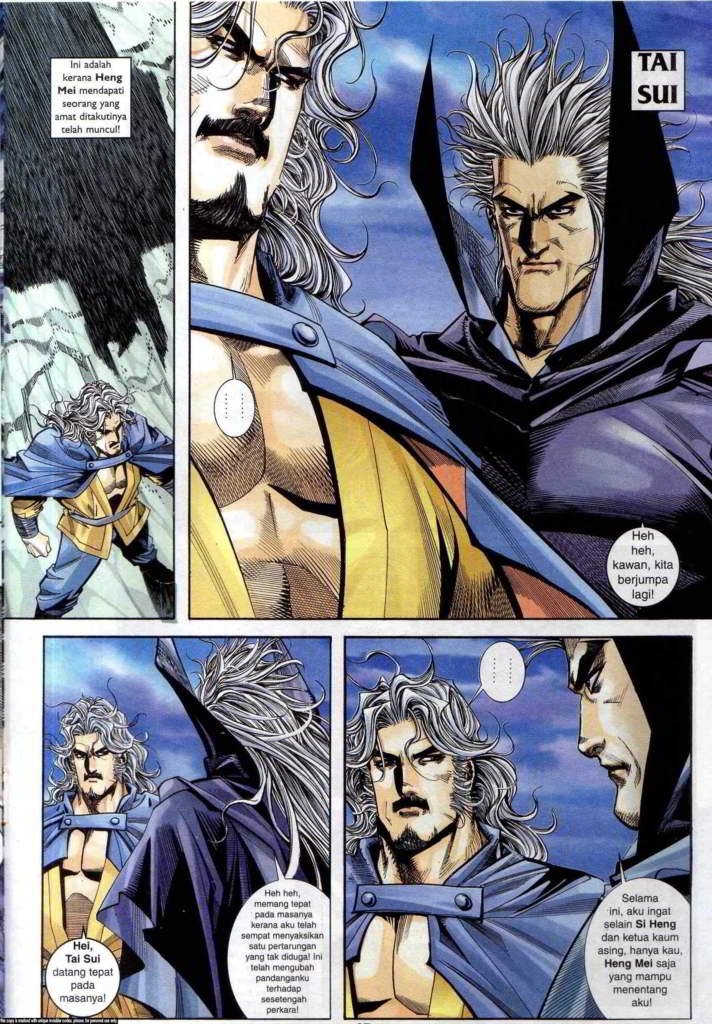 Ini adalah
kerana Heng
Mei mendapati
seorang yang
amat ditakutinya
telah muncul!
TAI
SUI
Heh
heh,
kawan, kita
berjumpa
lagi!
Hei,
Tai Sui
datang tepat
pada
masanya!
Heh heh,
memang tepat
pada masanya
kerana aku telah
sempat menyaksikan
satu pertarungan
yang tak diduga! Ini
telah mengubah
pandanganku
terhadap
sesetengah
perkara!
Selama
ini, aku ingat
selain Si Heng
dan ketua kaum
asing, hanya kau,
Heng Mei saja
yang mampu
menentang
aku!